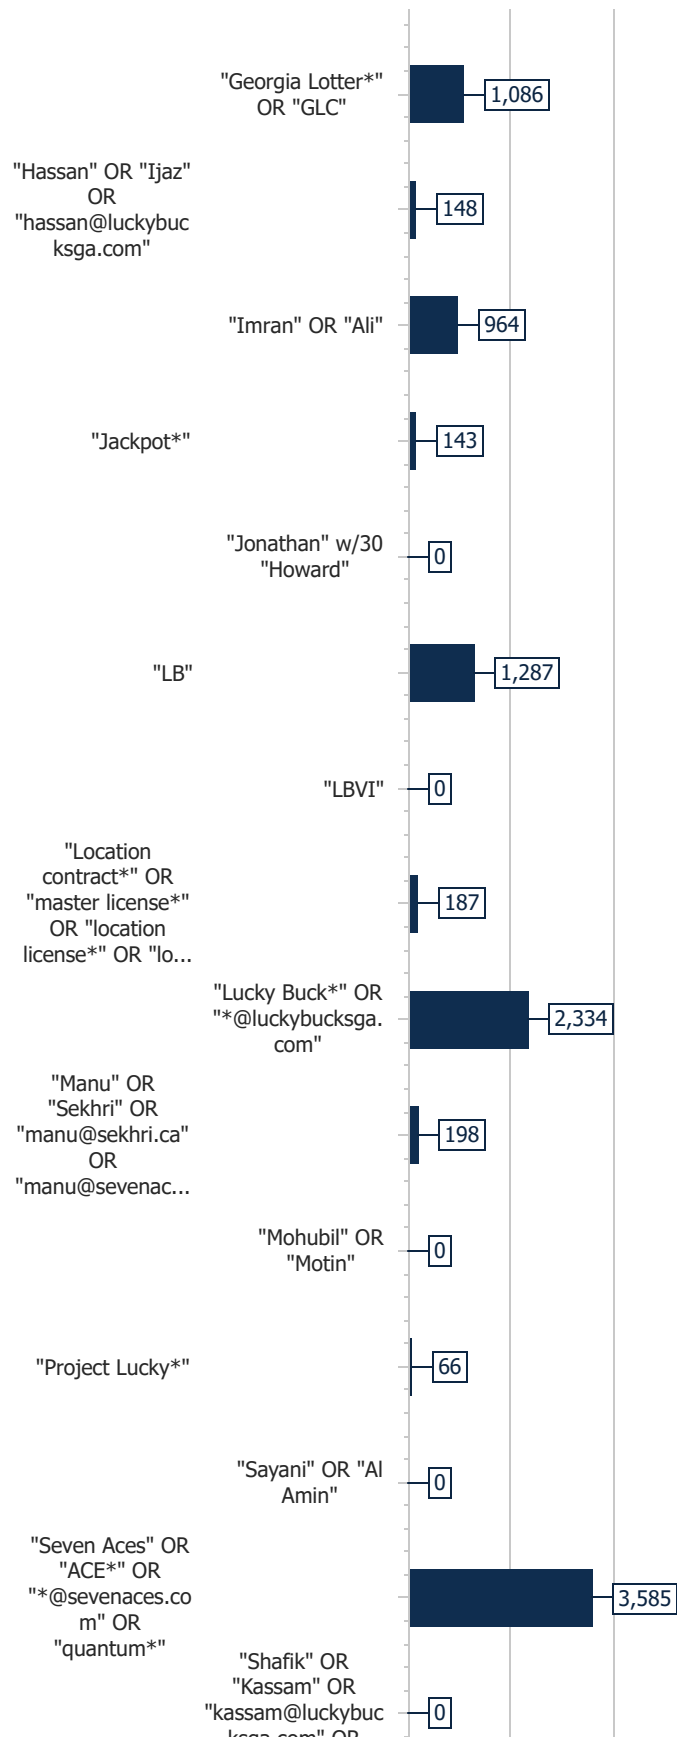 "Georgia Lotter*"
OR "GLC"
1,086
"Hassan" OR "Ijaz"
OR
"hassan@luckybuc
ksga.com"
148
"Imran" OR "Ali"
964
"Jackpot*"
143
"Jonathan" w/30
"Howard"
0
"LB"
1,287
"LBVI"
0
"Location
contract*" OR
"master license*"
OR "location
license*" OR "lo...
187
"Lucky Buck*" OR
"*@luckybucksga.
com"
2,334
"Manu" OR
"Sekhri" OR
"manu@sekhri.ca"
OR
"manu@sevenac...
198
"Mohubil" OR
"Motin"
0
"Project Lucky*"
66
"Sayani" OR "Al
Amin"
0
"Seven Aces" OR
"ACE*" OR
"*@sevenaces.co
m" OR
"quantum*"
3,585
"Shafik" OR
"Kassam" OR
"kassam@luckybuc
ksga.com" OR
0